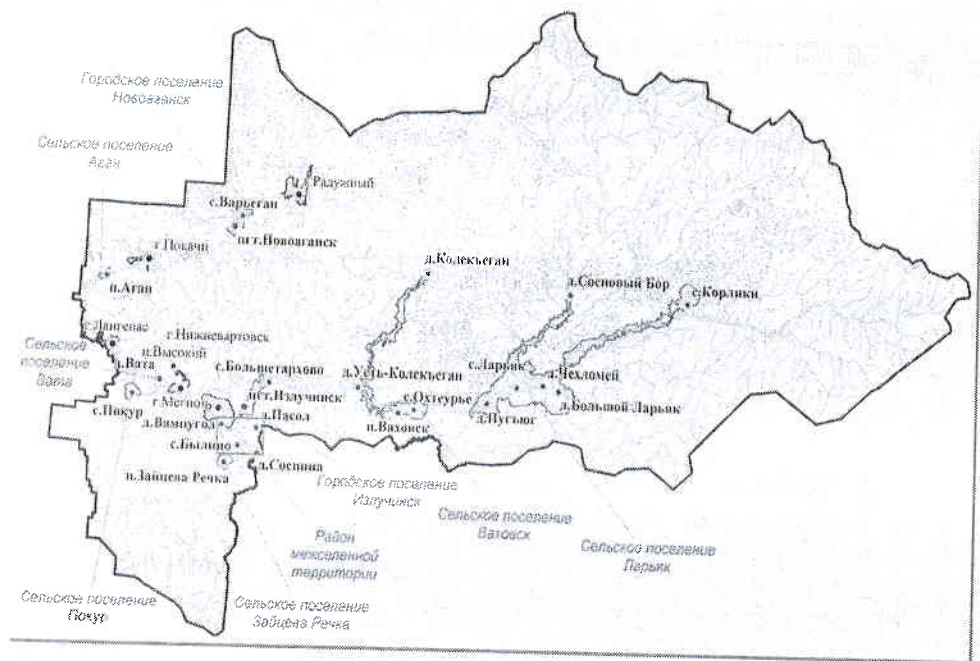 Городское поселение
Новоаганск
Сельское поселение
Аган
Радужный
с.Варьеган
пгт.Новоаганск
г.Покачи
п.Аган
д.Колекъеган
д.Сосновый Бор
с.Корлики
г.Лангепас
г.Нижневартовск
п.Высокий
Сельское
поселение
Вата
д.Вата
с.Большетархово
д.Усть-Колекъеган
с.Ларьяк
д.Чехломей
с.Покур
г.Мегион
пгт.Излучинск
с.Охтеурье
д.Большой Ларьяк
д.Вампугол
д.Пасол
п.Ваховск
д.Пугъюг
с.Былино
п.Зайцева Речка
д.Соснина
Городское поселение
Излучинск
Сельское поселение
Ваховск
Район
межселенной
территории
Сельское поселение
Ларьяк
Сельское поселение
Покур
Сельское поселение
Зайцева Речка